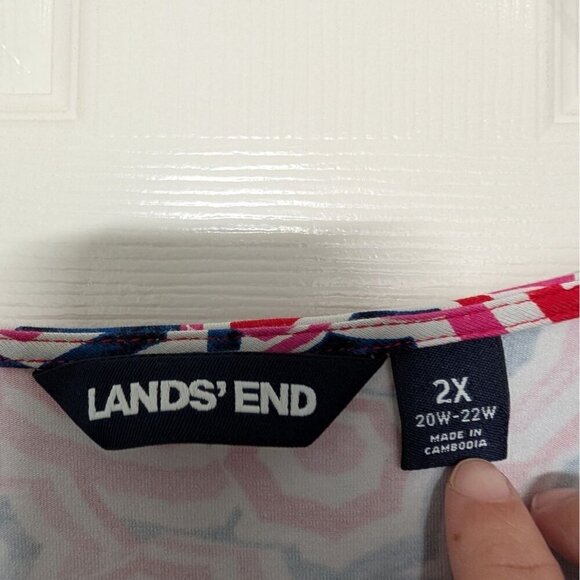 LANDS' END
2X
20W-22W
MADE IN
CAMBODIA